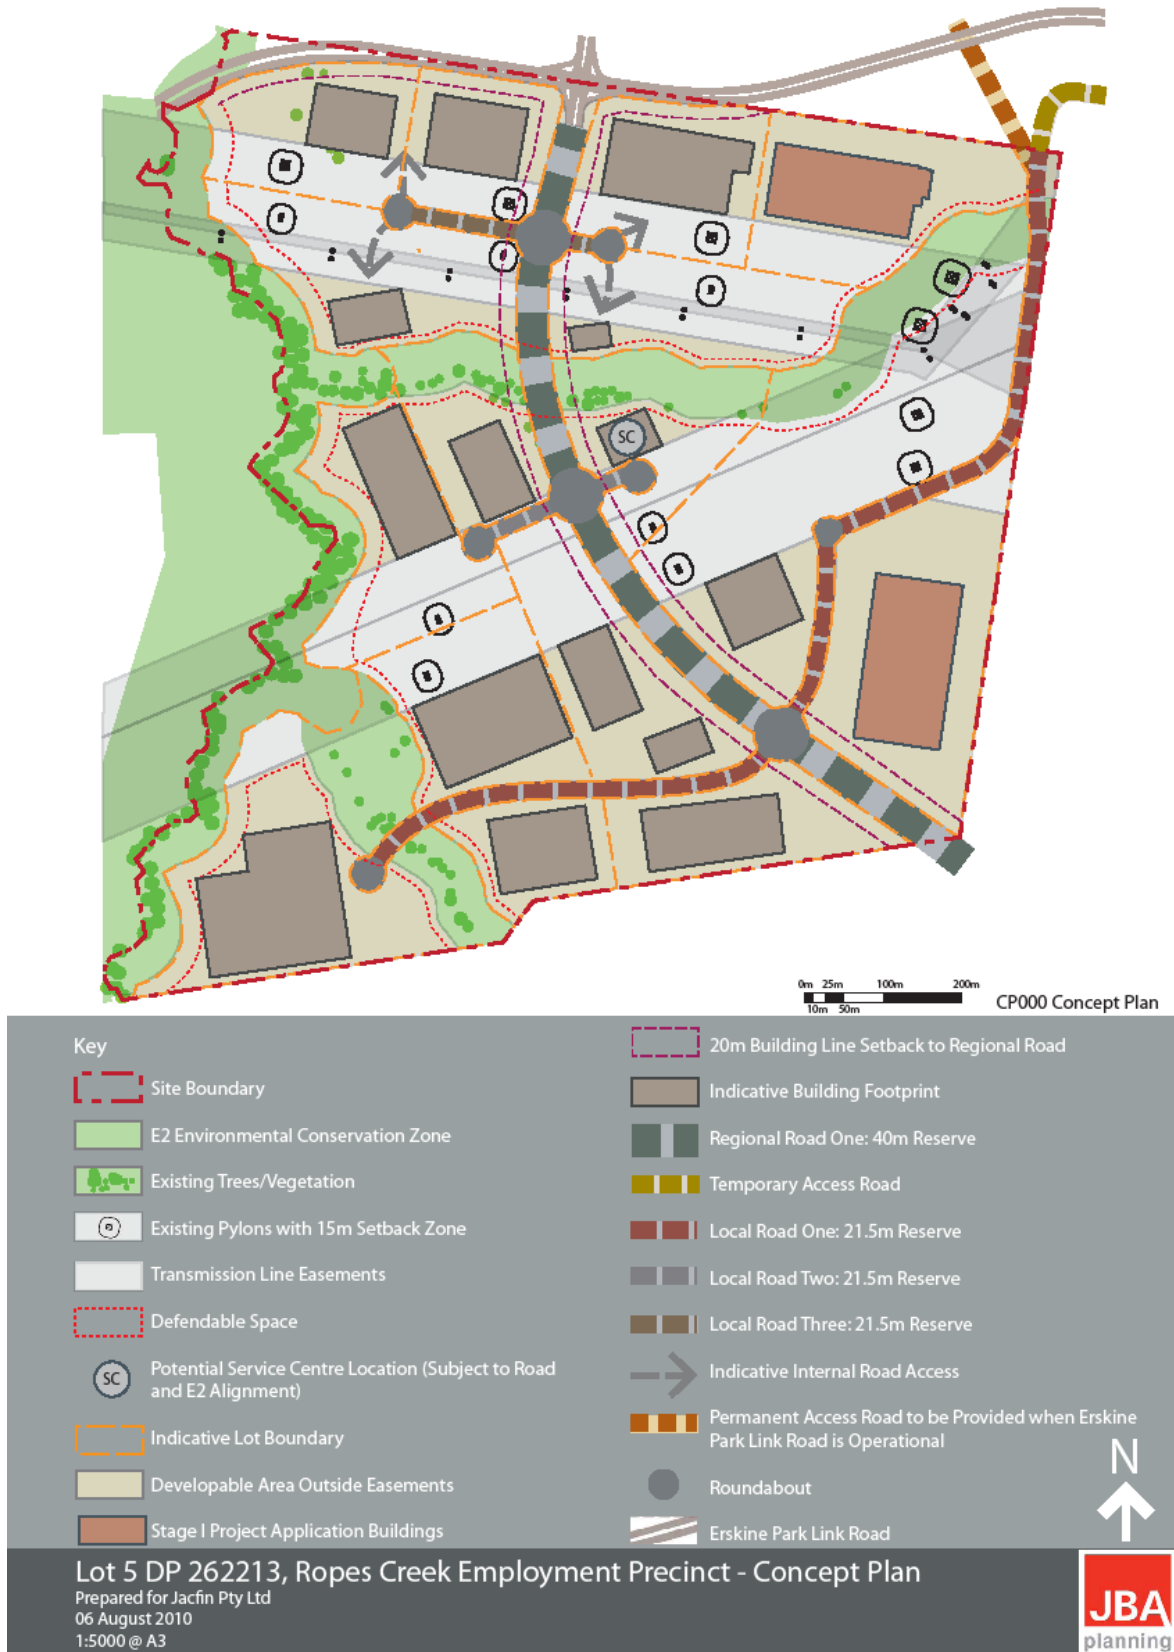 SC
0m 25m 100m 200m
10m 50m
CP000 Concept Plan
Key
Site Boundary
E2 Environmental Conservation Zone
Existing Trees/Vegetation
Existing Pylons with 15m Setback Zone
Transmission Line Easements
Defendable Space
SC
Potential Service Centre Location (Subject to Road
and E2 Alignment)
Indicative Lot Boundary
Developable Area Outside Easements
Stage I Project Application Buildings
20m Building Line Setback to Regional Road
Indicative Building Footprint
Regional Road One: 40m Reserve
Temporary Access Road
Local Road One: 21.5m Reserve
Local Road Two: 21.5m Reserve
Local Road Three: 21.5m Reserve
Indicative Internal Road Access
Permanent Access Road to be Provided when Erskine
Park Link Road is Operational
Roundabout
Erskine Park Link Road
N
Lot 5 DP 262213, Ropes Creek Employment Precinct - Concept Plan
Prepared for Jacfin Pty Ltd
06 August 2010
1:5000 @ A3
JBA
planning